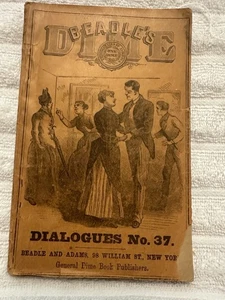 BEADLE'S
DIME
DIALOGUES No. 37.
BEADLE AND ADAMS, 98 WILLIAM ST., NEW YORK
General Dime Book Publishers.